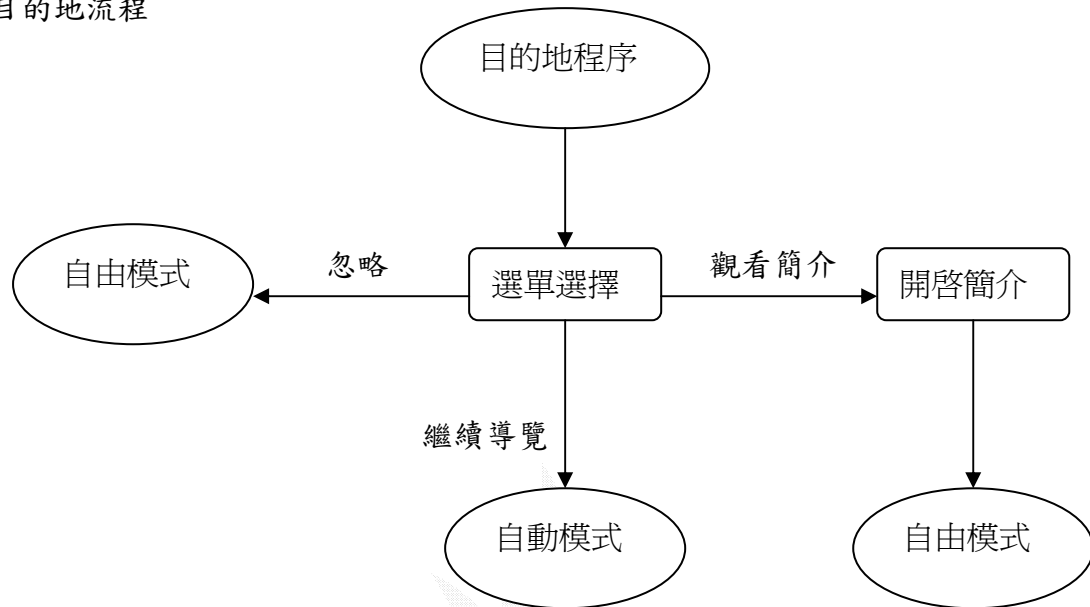 目的地流程
目的地程序
自由模式
忽略
選單選擇
觀看簡介
開啓簡介
繼續導覽
自動模式
自由模式